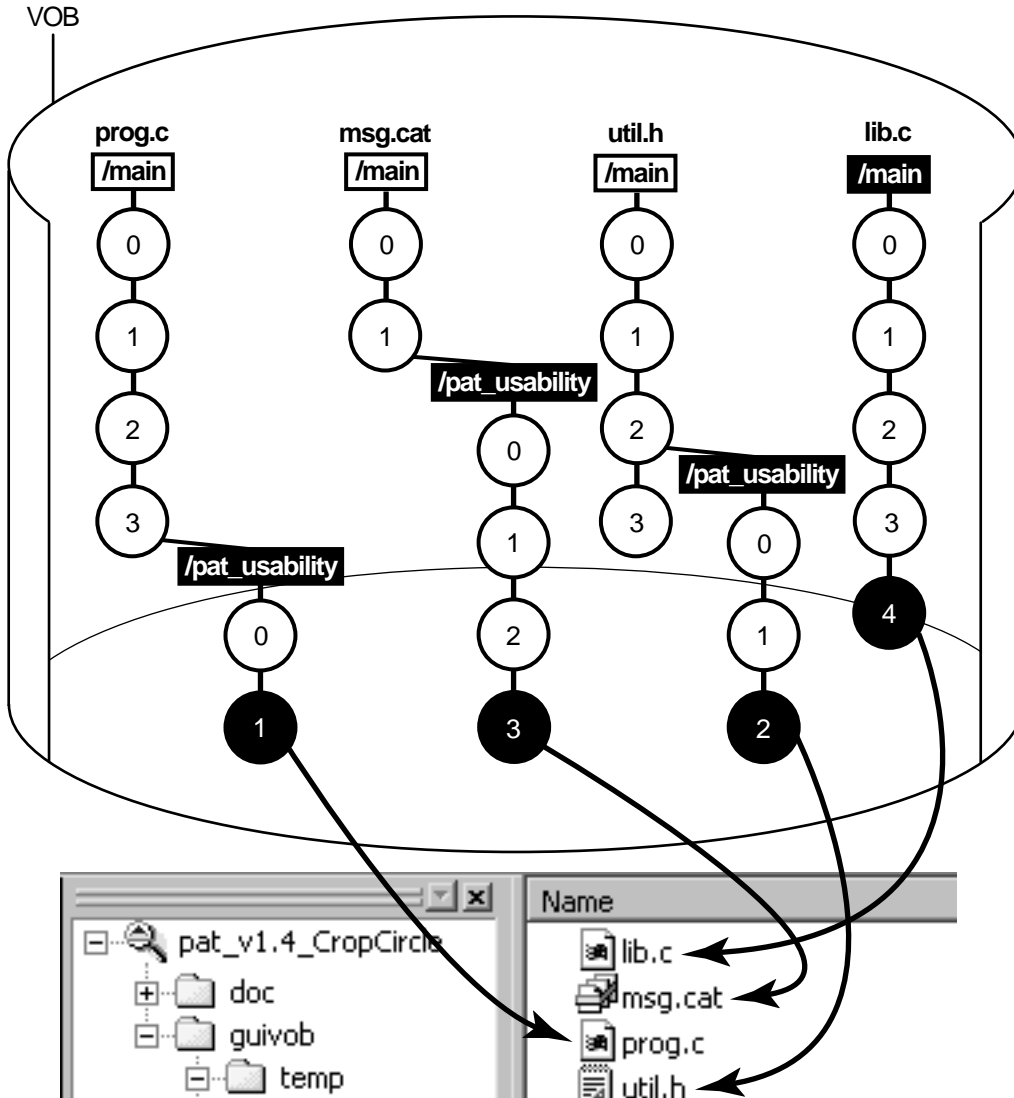 VOB
prog.c msg.cat util.h lib.c
/main /main /main /main
0 0 0 0
1 1 1 1
/pat_usability
2 0 2 2
/pat_usability
3 1 3 0 3
/pat_usability
4
0 2 1
1 3 2
Name
pat_v1.4_CropCircle lib.c
doc msg.cat
guivob prog.c
temp util.h